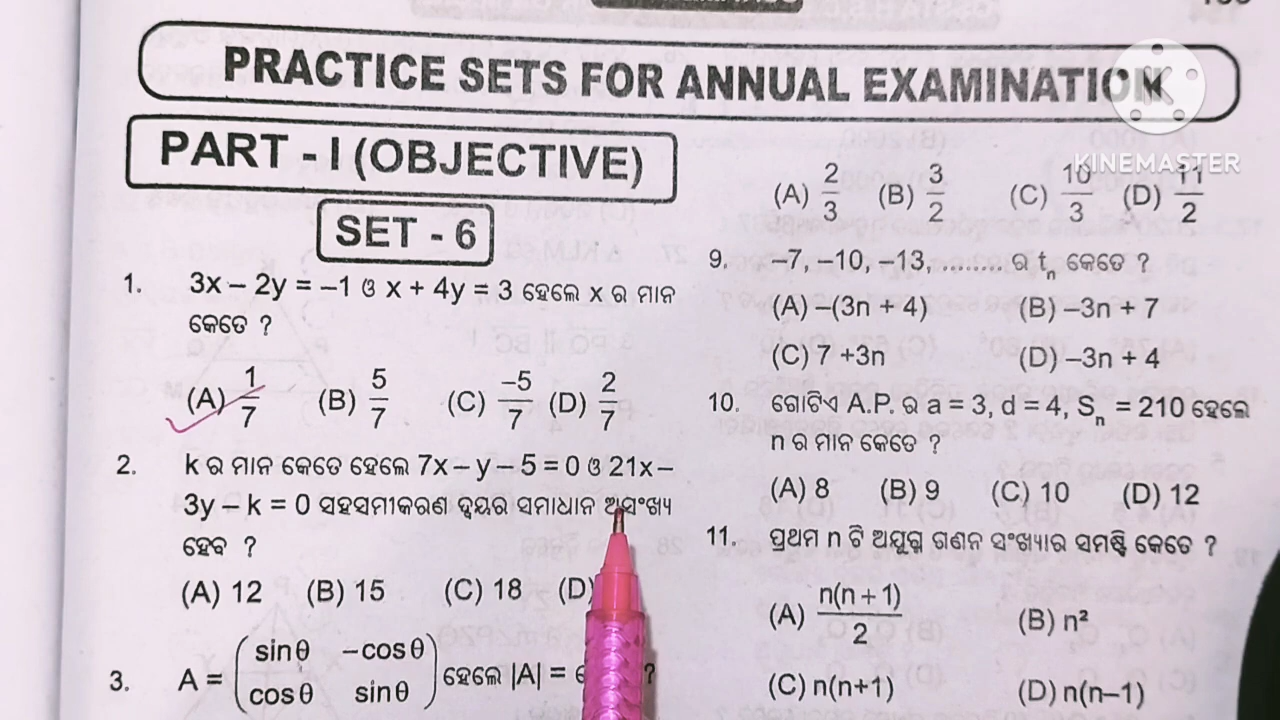 PRACTICE SETS FOR ANNUAL EXAMINATION
KINEMASTER
PART - I (OBJECTIVE)
SET - 6
1. 3x – 2y = –1 ଓ x + 4y = 3 ହେଲେ x ର ମାନ
କେତେ ?
(A) 1/7 (B) 5/7 (C) –5/7 (D) 2/7
2. k ର ମାନ କେତେ ହେଲେ 7x – y – 5 = 0 ଓ 21x –
3y – k = 0 ସହସମୀକରଣ ଦ୍ୱୟର ସମାଧାନ ଅସଂଖ୍ୟ
ହେବ ?
(A) 12 (B) 15 (C) 18 (D)
3. A = (sinθ –cosθ
cosθ sinθ) ହେଲେ |A| = ?
(A) 2/3 (B) 3/2 (C) 10/3 (D) 11/2
9. –7, –10, –13, ......... ର tn କେତେ ?
(A) –(3n + 4) (B) –3n + 7
(C) 7 +3n (D) –3n + 4
10. ଗୋଟିଏ A.P. ର a = 3, d = 4, Sn = 210 ହେଲେ
n ର ମାନ କେତେ ?
(A) 8 (B) 9 (C) 10 (D) 12
11. ପ୍ରଥମ n ଟି ଅଯୁଗ୍ମ ଗଣନ ସଂଖ୍ୟାର ସମଷ୍ଟି କେତେ ?
(A) n(n + 1)/2 (B) n²
(C) n(n+1) (D) n(n–1)